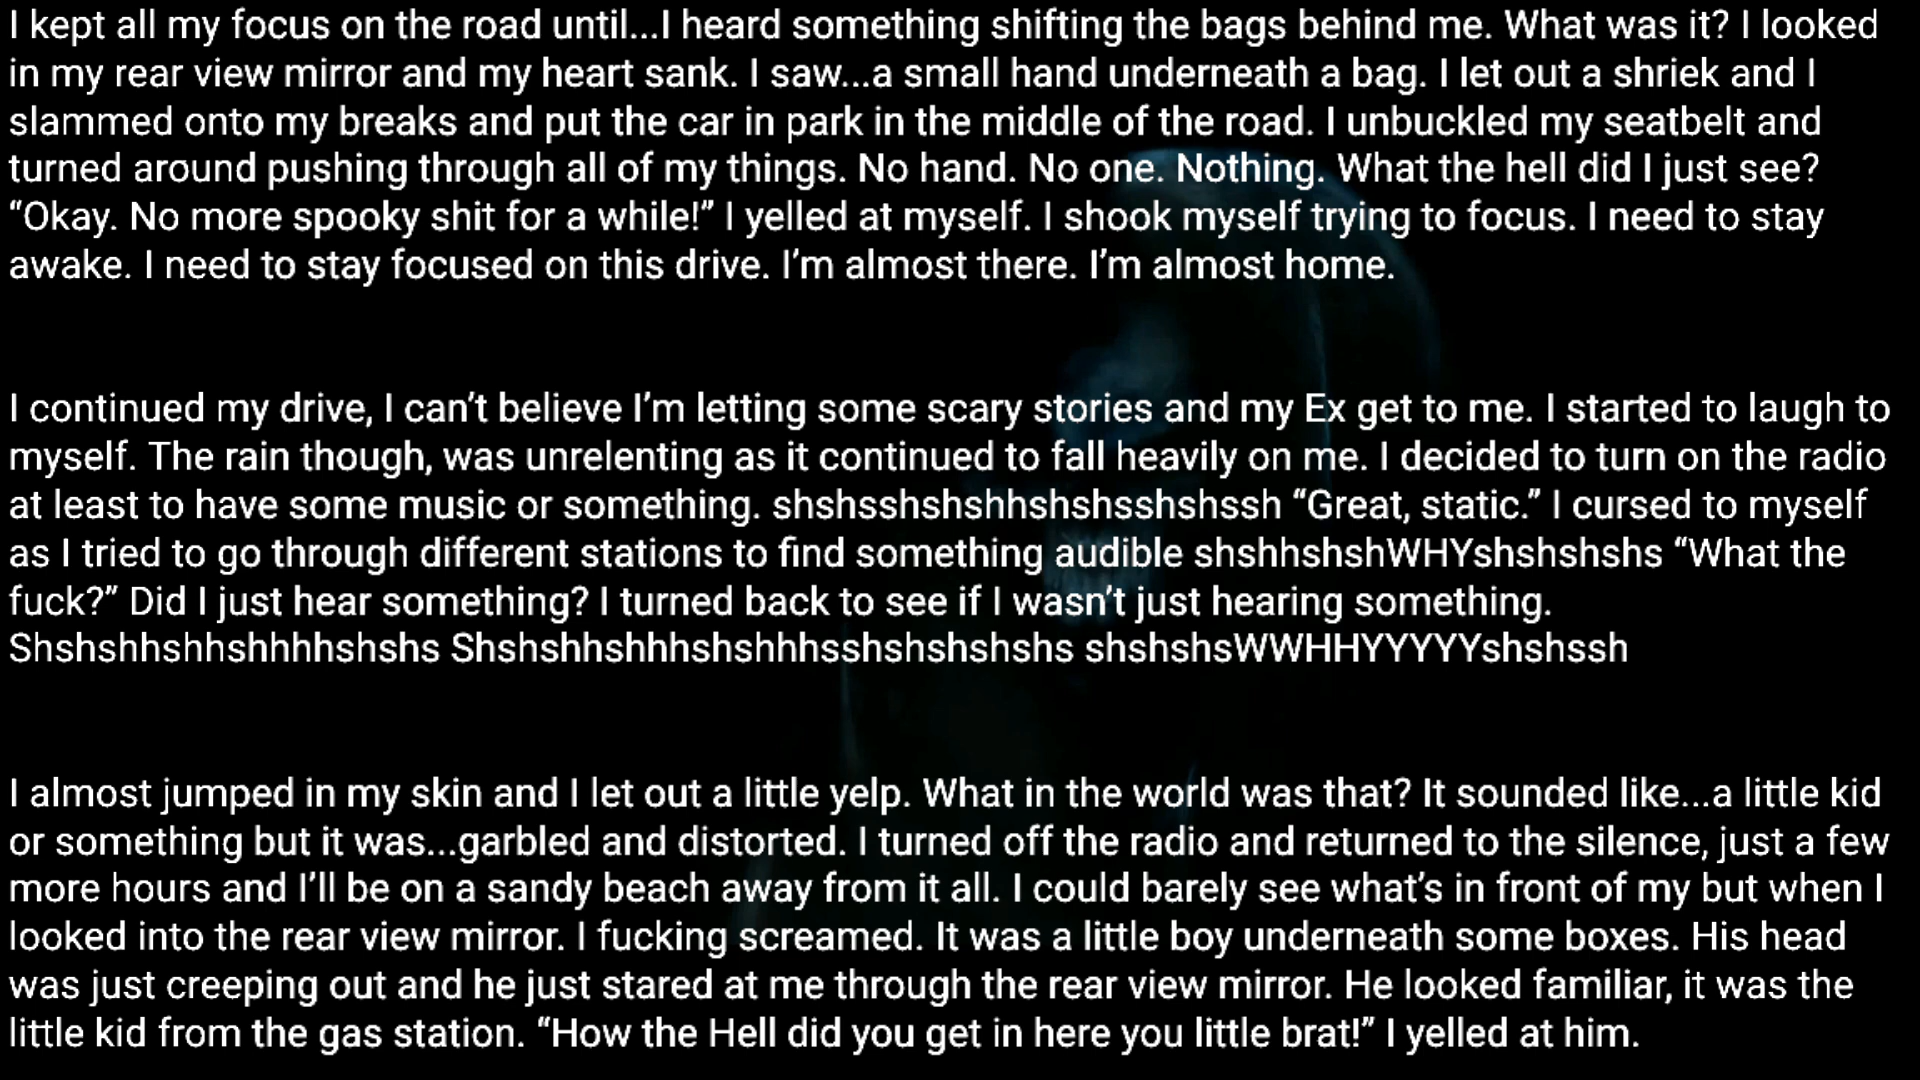 I kept all my focus on the road until...I heard something shifting the bags behind me. What was it? I looked
in my rear view mirror and my heart sank. I saw...a small hand underneath a bag. I let out a shriek and I
slammed onto my breaks and put the car in park in the middle of the road. I unbuckled my seatbelt and
turned around pushing through all of my things. No hand. No one. Nothing. What the hell did I just see?
“Okay. No more spooky shit for a while!” I yelled at myself. I shook myself trying to focus. I need to stay
awake. I need to stay focused on this drive. I’m almost there. I’m almost home.
I continued my drive, I can’t believe I’m letting some scary stories and my Ex get to me. I started to laugh to
myself. The rain though, was unrelenting as it continued to fall heavily on me. I decided to turn on the radio
at least to have some music or something. shshsshshshhshshsshshssh “Great, static.” I cursed to myself
as I tried to go through different stations to find something audible shshhshshWHYshshshshs “What the
fuck?” Did I just hear something? I turned back to see if I wasn’t just hearing something.
Shshshhshhshhhhshshs Shshshhshhhshshhhsshshshshshs shshshsWWHHYYYYYshshssh
I almost jumped in my skin and I let out a little yelp. What in the world was that? It sounded like...a little kid
or something but it was...garbled and distorted. I turned off the radio and returned to the silence, just a few
more hours and I’ll be on a sandy beach away from it all. I could barely see what’s in front of my but when I
looked into the rear view mirror. I fucking screamed. It was a little boy underneath some boxes. His head
was just creeping out and he just stared at me through the rear view mirror. He looked familiar, it was the
little kid from the gas station. “How the Hell did you get in here you little brat!” I yelled at him.